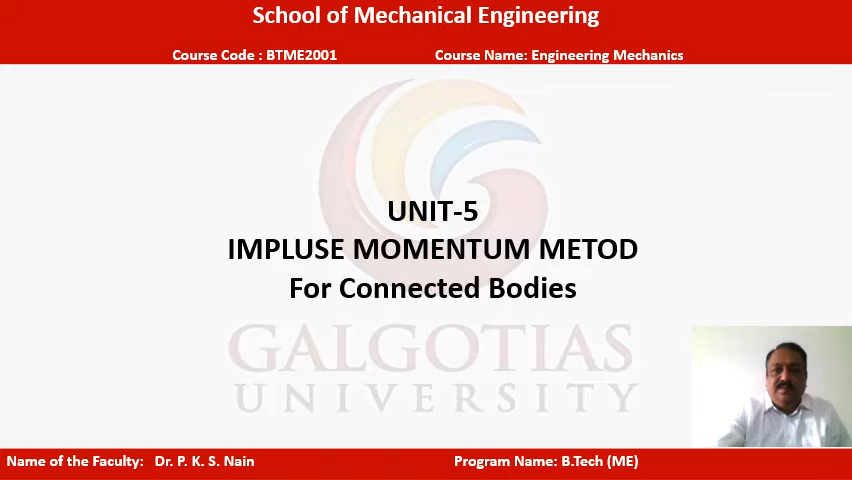 School of Mechanical Engineering
Course Code : BTME2001 Course Name: Engineering Mechanics
UNIT-5
IMPLUSE MOMENTUM METOD
For Connected Bodies
GALGOTIAS
UNIVERSITY
Name of the Faculty: Dr. P. K. S. Nain Program Name: B.Tech (ME)